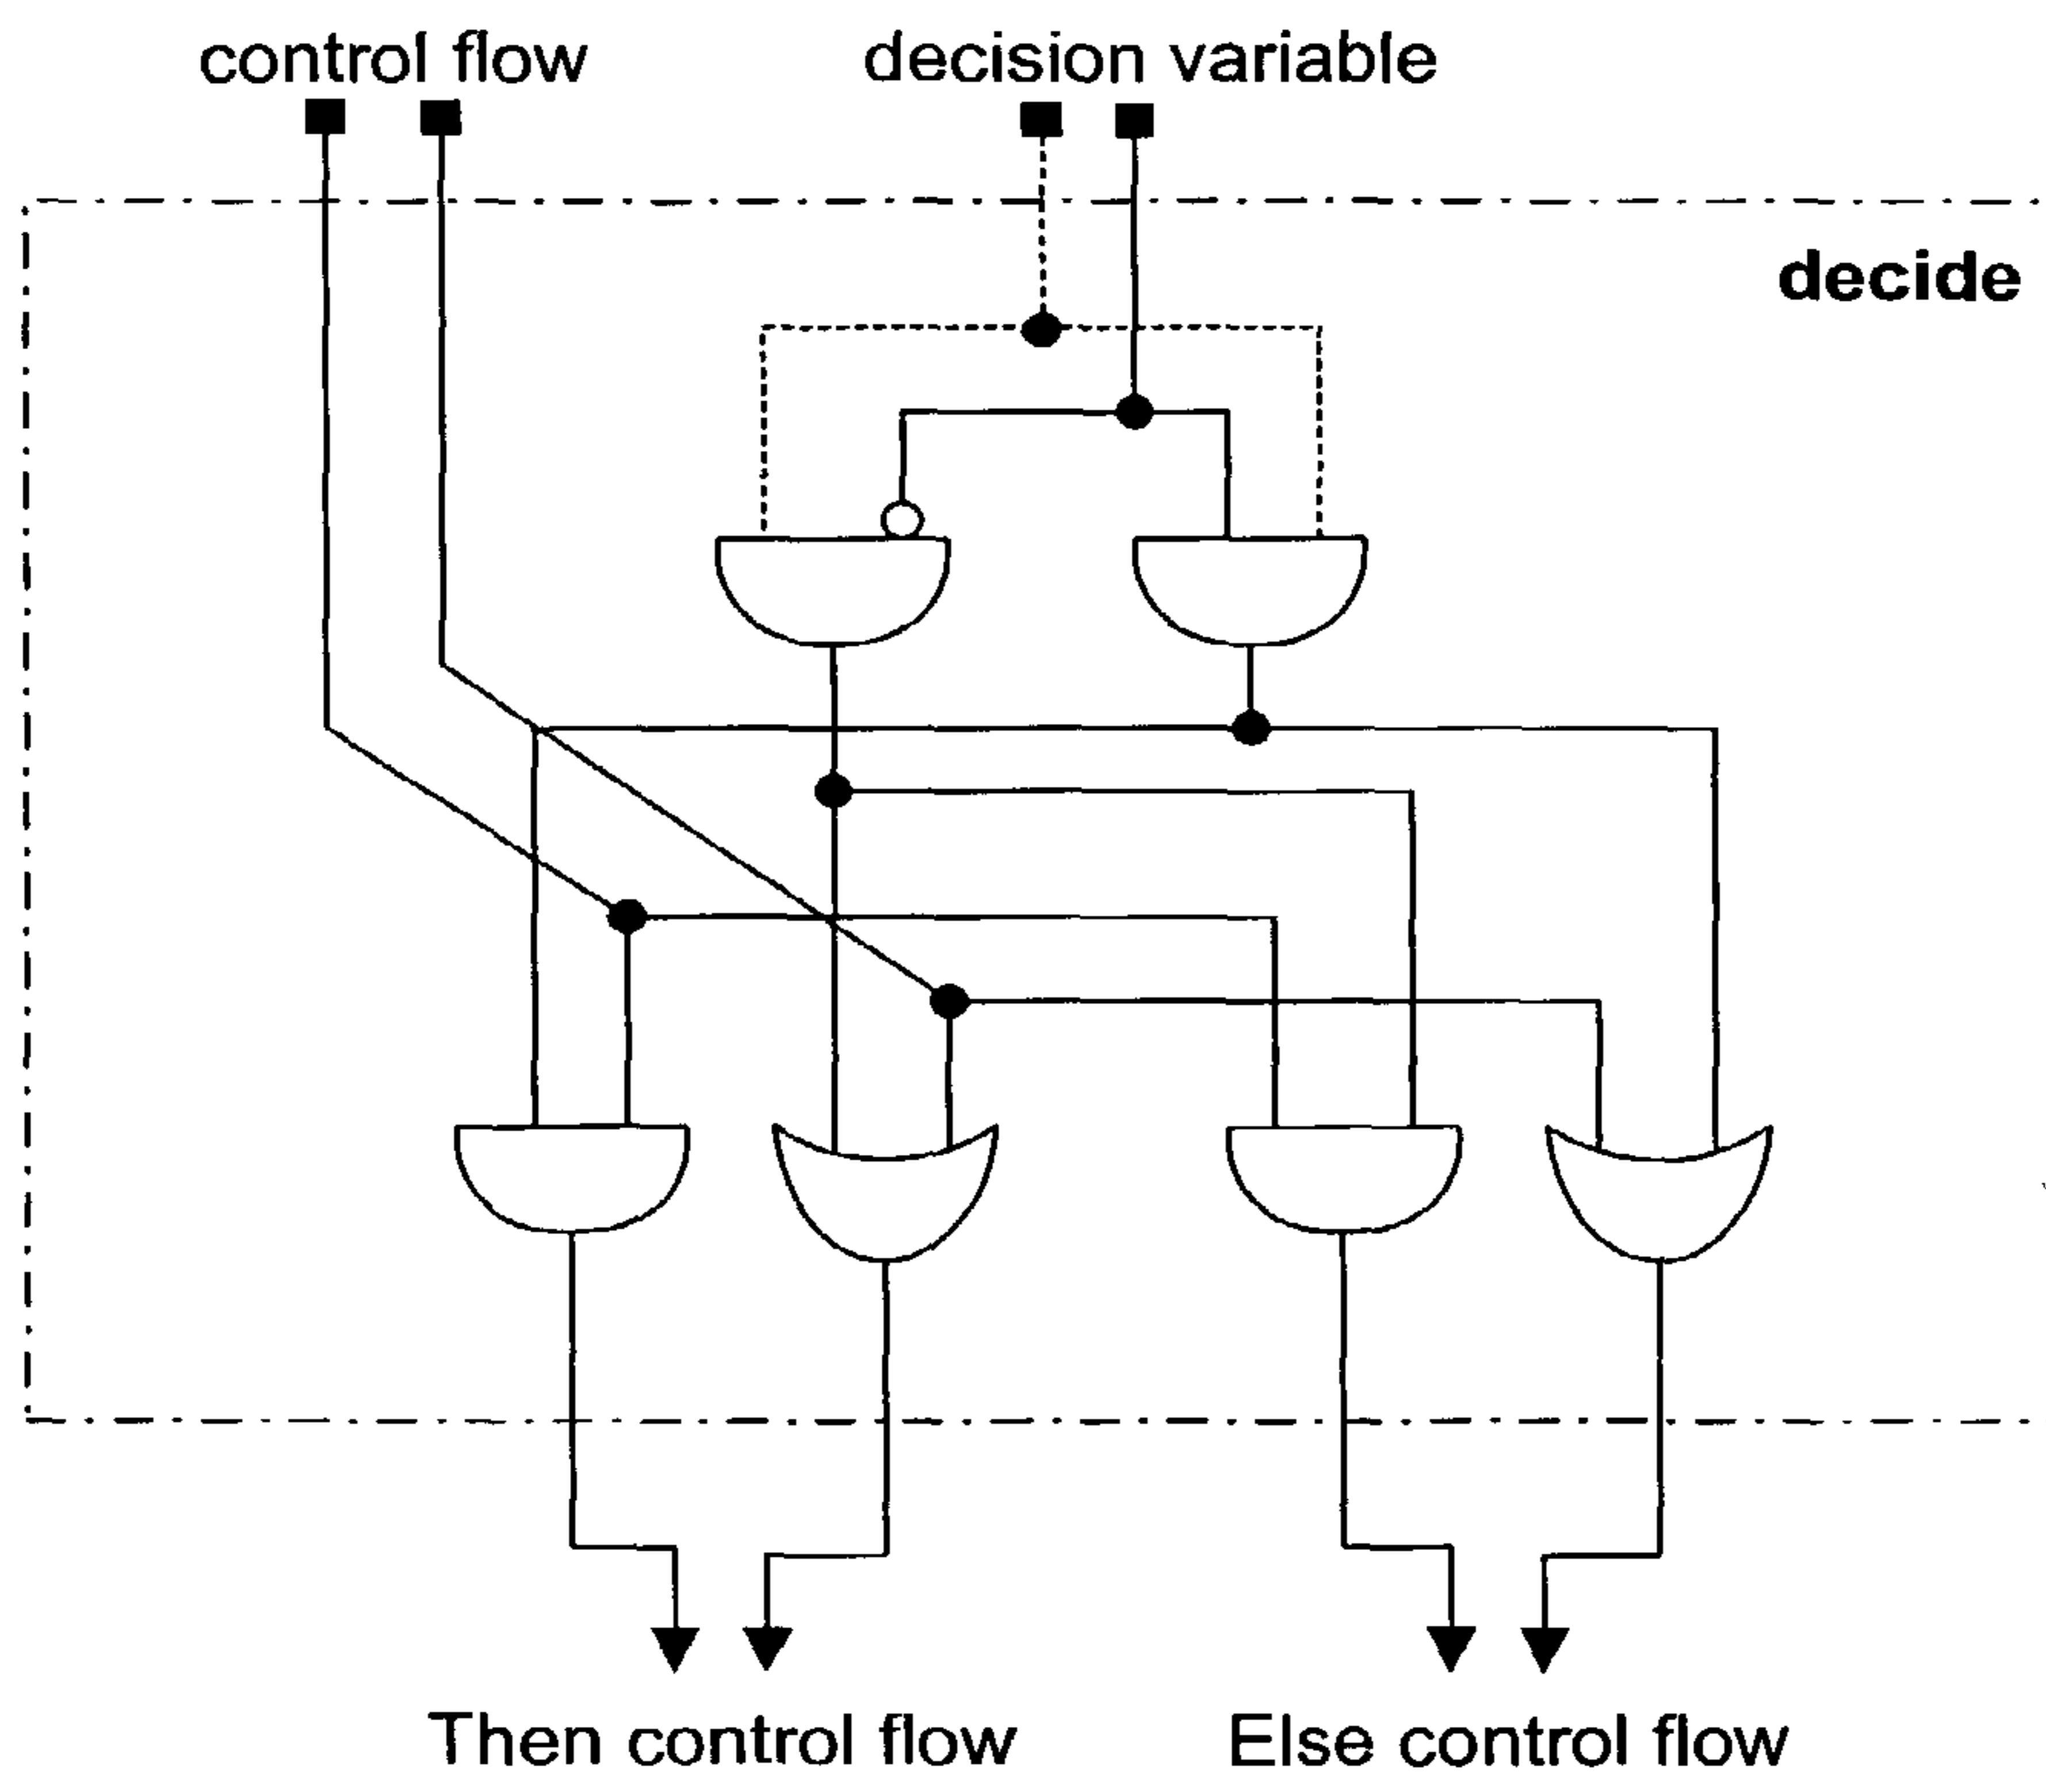 control flow
decision variable
decide
Then control flow
Else control flow